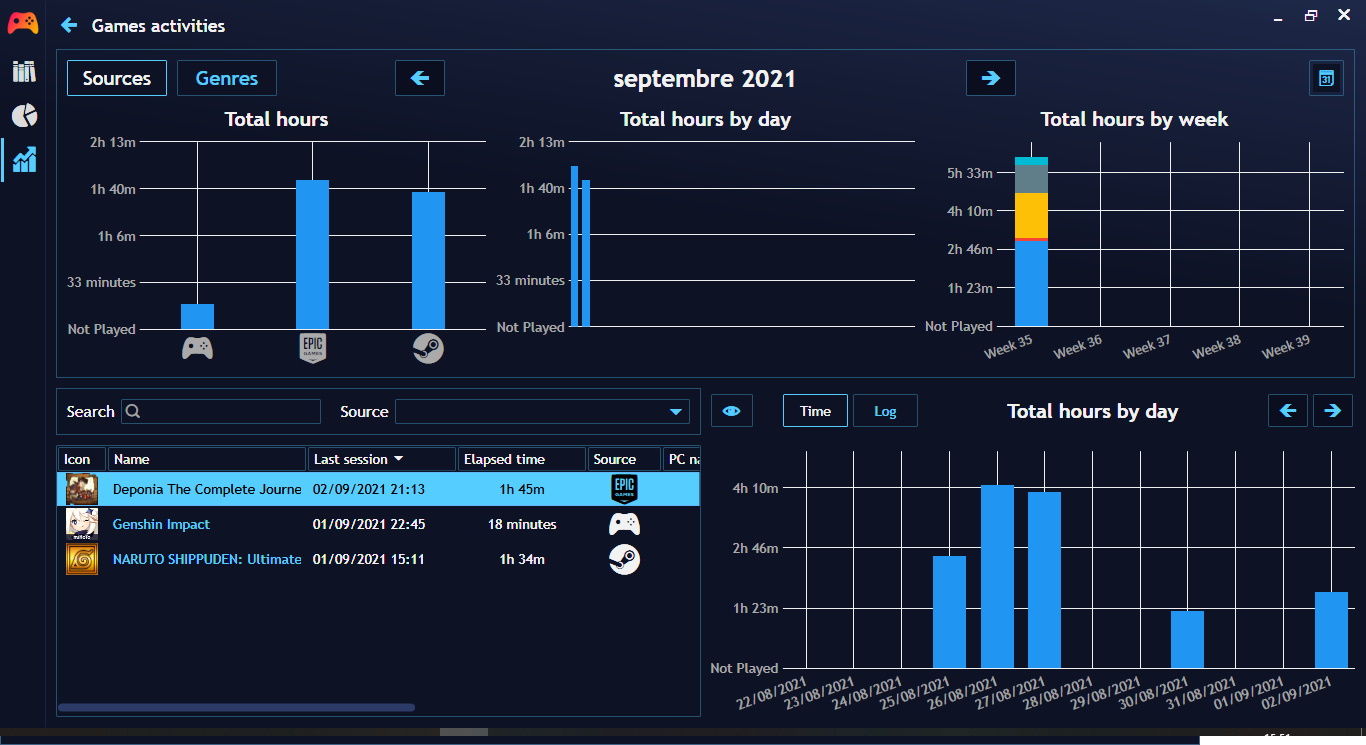 Games activities
Sources Genres septembre 2021 31
Total hours Total hours by day Total hours by week
2h 13m
1h 40m
1h 6m
33 minutes
Not Played
EPIC
GAMES
2h 13m
1h 40m
1h 6m
33 minutes
Not Played
5h 33m
4h 10m
2h 46m
1h 23m
Not Played
Week 35 Week 36 Week 37 Week 38 Week 39
Search Source
Icon Name Last session Elapsed time Source PC na
Deponia The Complete Journe 02/09/2021 21:13 1h 45m EPIC GAMES
Genshin Impact 01/09/2021 22:45 18 minutes
NARUTO SHIPPUDEN: Ultimate 01/09/2021 15:11 1h 34m
Time Log Total hours by day
4h 10m
2h 46m
1h 23m
Not Played
22/08/2021 23/08/2021 24/08/2021 25/08/2021 26/08/2021 27/08/2021 28/08/2021 29/08/2021 30/08/2021 31/08/2021 01/09/2021 02/09/2021